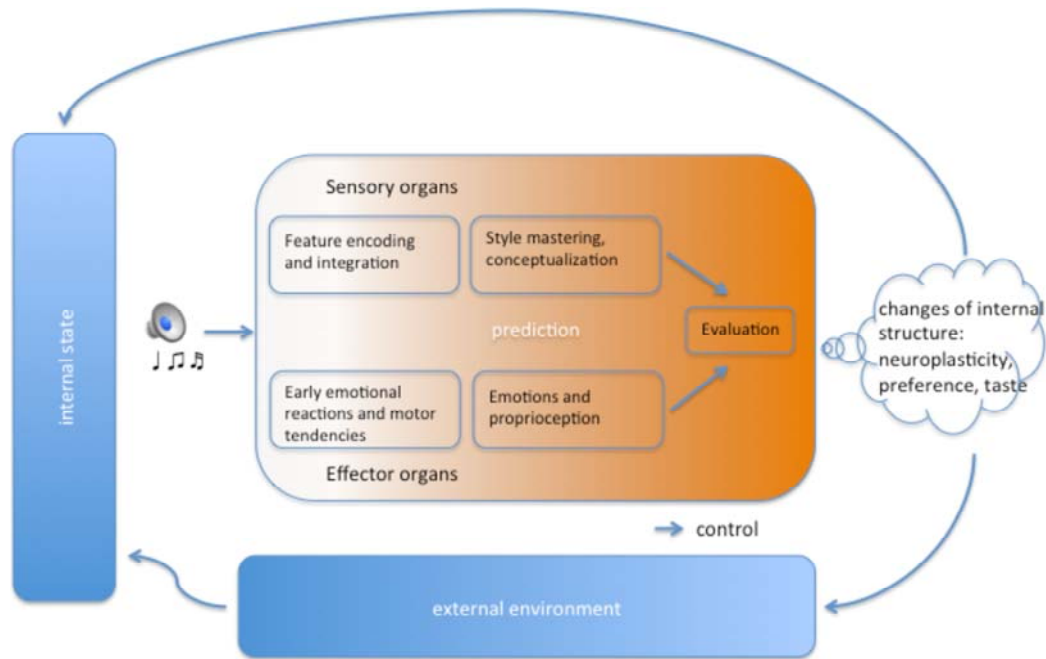 internal state
Sensory organs
Feature encoding
and integration
Style mastering,
conceptualization
prediction
Evaluation
Early emotional
reactions and motor
tendencies
Emotions and
proprioception
Effector organs
changes of internal
structure:
neuroplasticity,
preference, taste
control
external environment